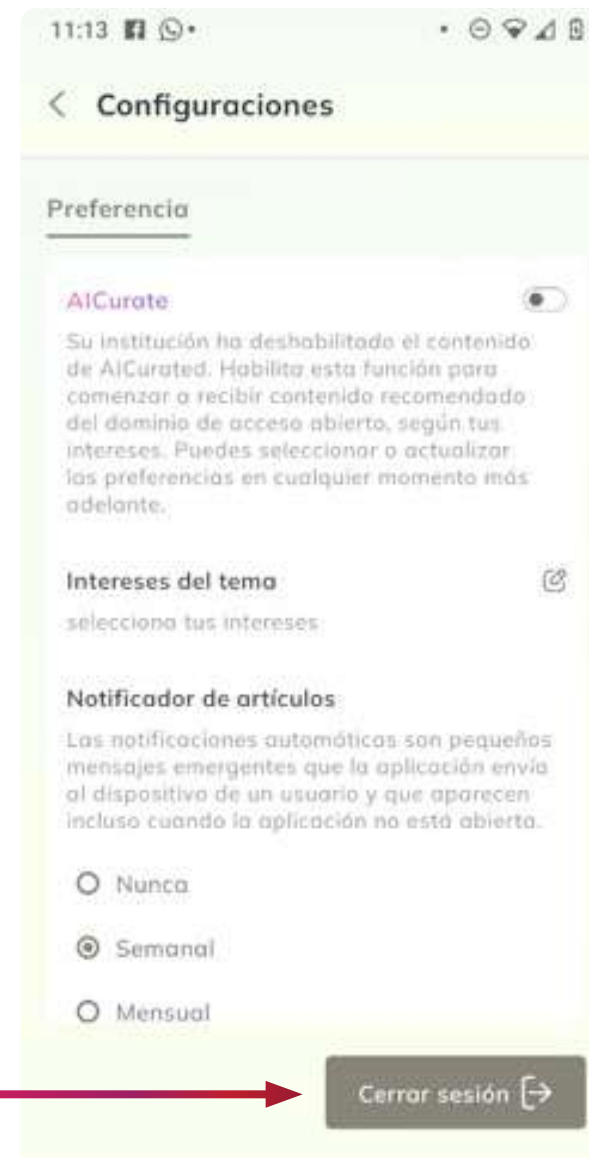 11:13
Configuraciones
Preferencia
AICurate
Su institución ha deshabilitado el contenido
de AICurated. Habilita esta función para
comenzar a recibir contenido recomendado
del dominio de acceso abierto, según tus
intereses. Puedes seleccionar o actualizar
las preferencias en cualquier momento más
adelante.
Intereses del tema
selecciona tus intereses
Notificador de artículos
Las notificaciones automáticas son pequeños
mensajes emergentes que la aplicación envía
al dispositivo de un usuario y que aparecen
incluso cuando la aplicación no está abierta.
Nunca
Semanal
Mensual
Cerrar sesión